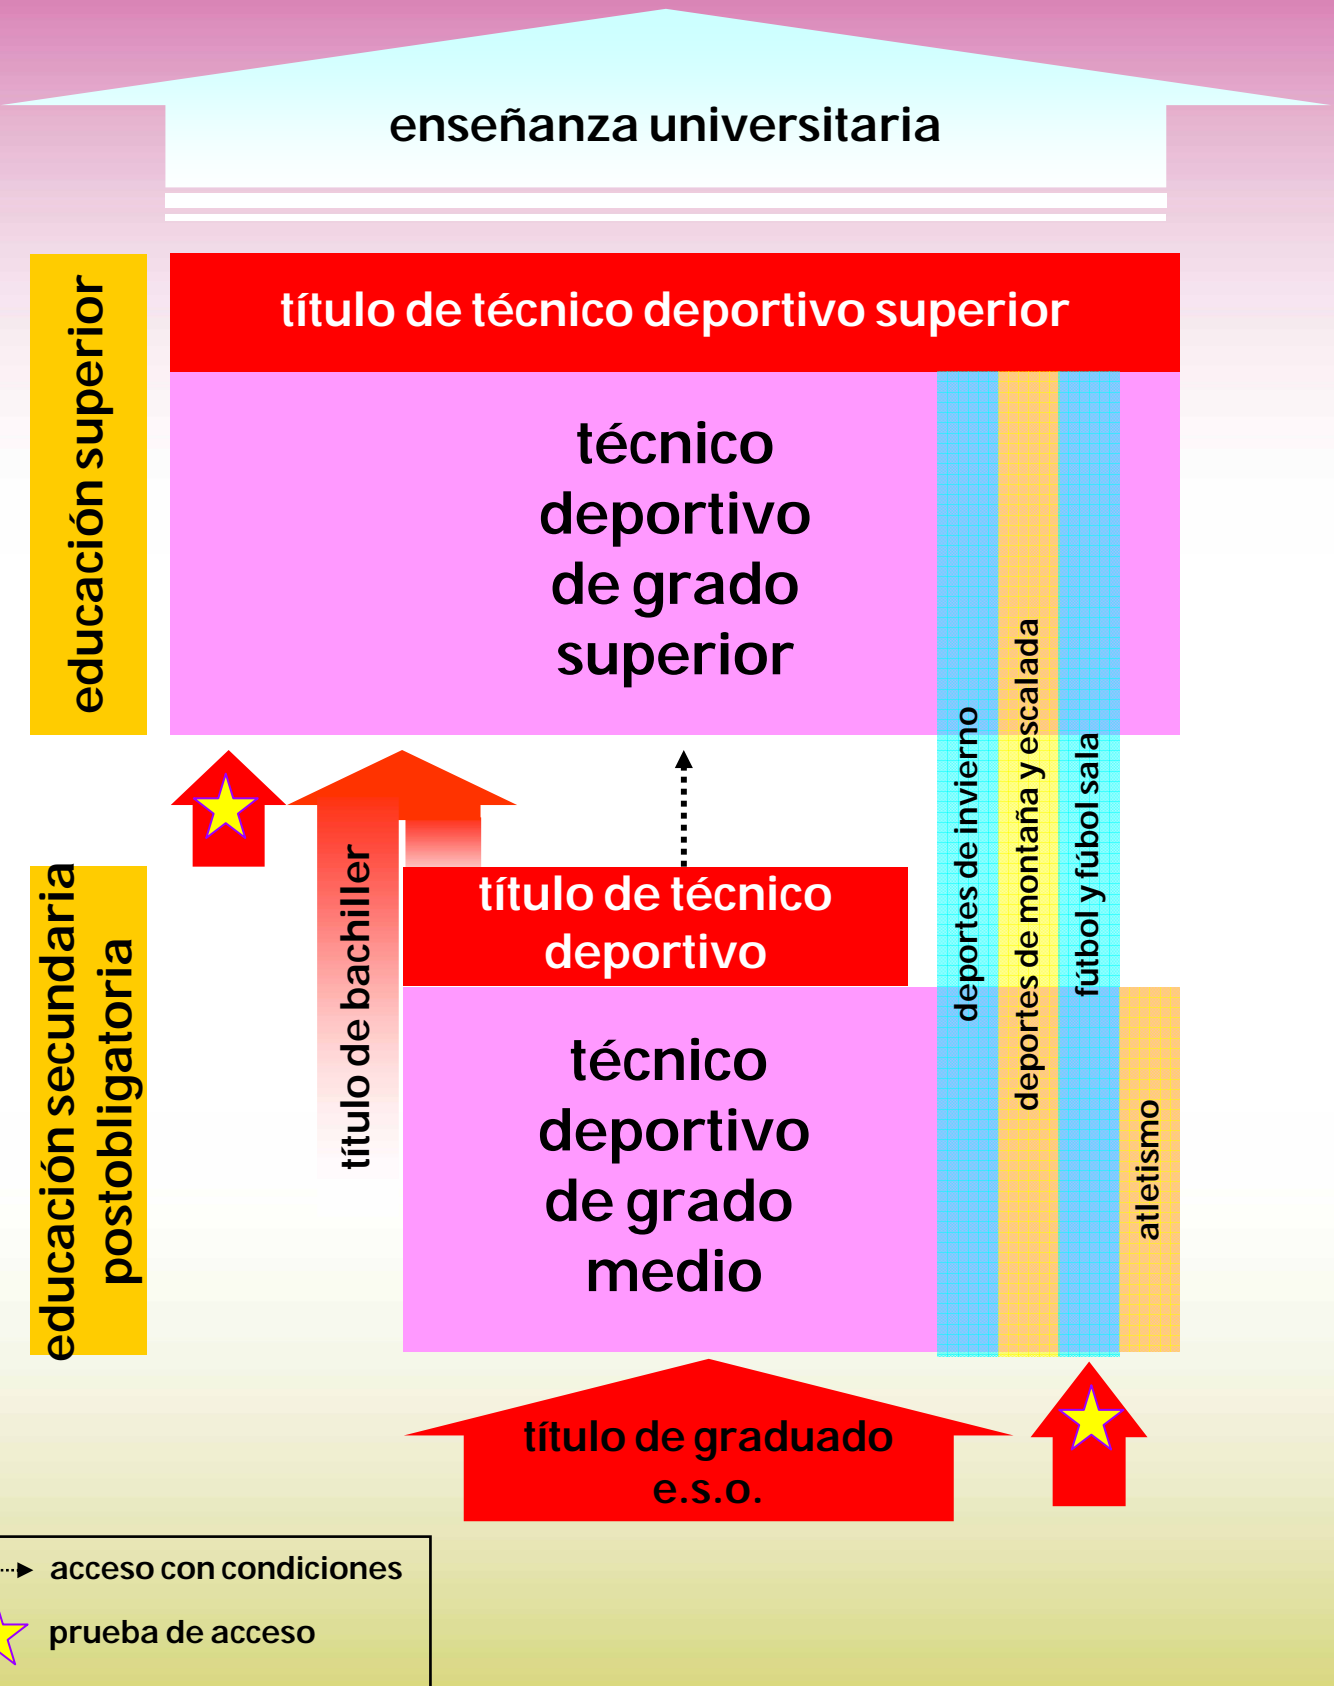 enseñanza universitaria
educación superior
título de técnico deportivo superior
técnico
deportivo
de grado
superior
deportes de invierno
deportes de montaña y escalada
fútbol y fúbol sala
educación secundaria
postobligatoria
título de bachiller
título de técnico
deportivo
técnico
deportivo
de grado
medio
atletismo
título de graduado
e.s.o.
acceso con condiciones
prueba de acceso